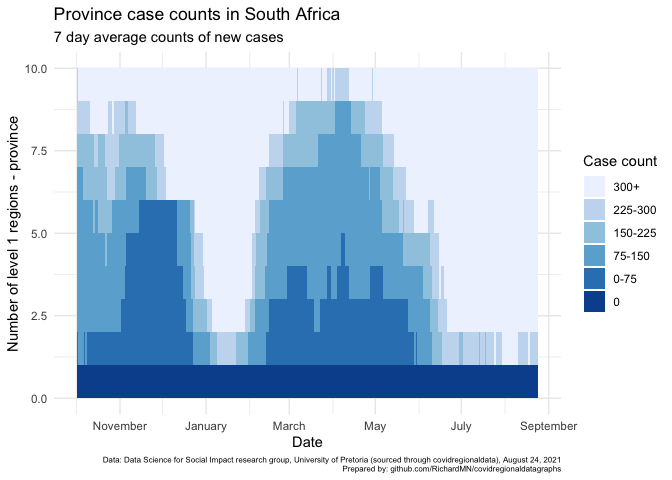 Province case counts in South Africa
7 day average counts of new cases
Number of level 1 regions - province
10.0
7.5
5.0
2.5
0.0
November
January
March
May
July
September
Date
Case count
300+
225-300
150-225
75-150
0-75
0
Data: Data Science for Social Impact research group, University of Pretoria (sourced through covidregionaldata), August 24, 2021
Prepared by: github.com/RichardMN/covidregionaldatagraphs